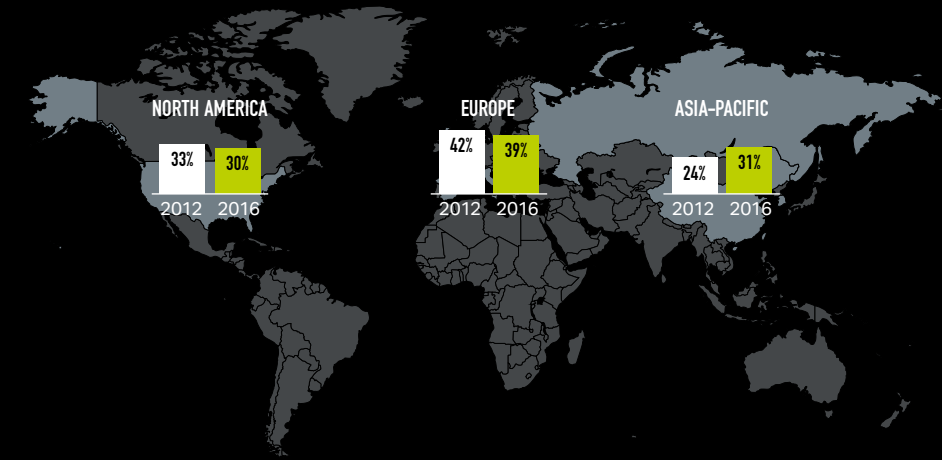 NORTH AMERICA
33% 30%
2012 2016
EUROPE
42% 39%
2012 2016
ASIA-PACIFIC
24% 31%
2012 2016